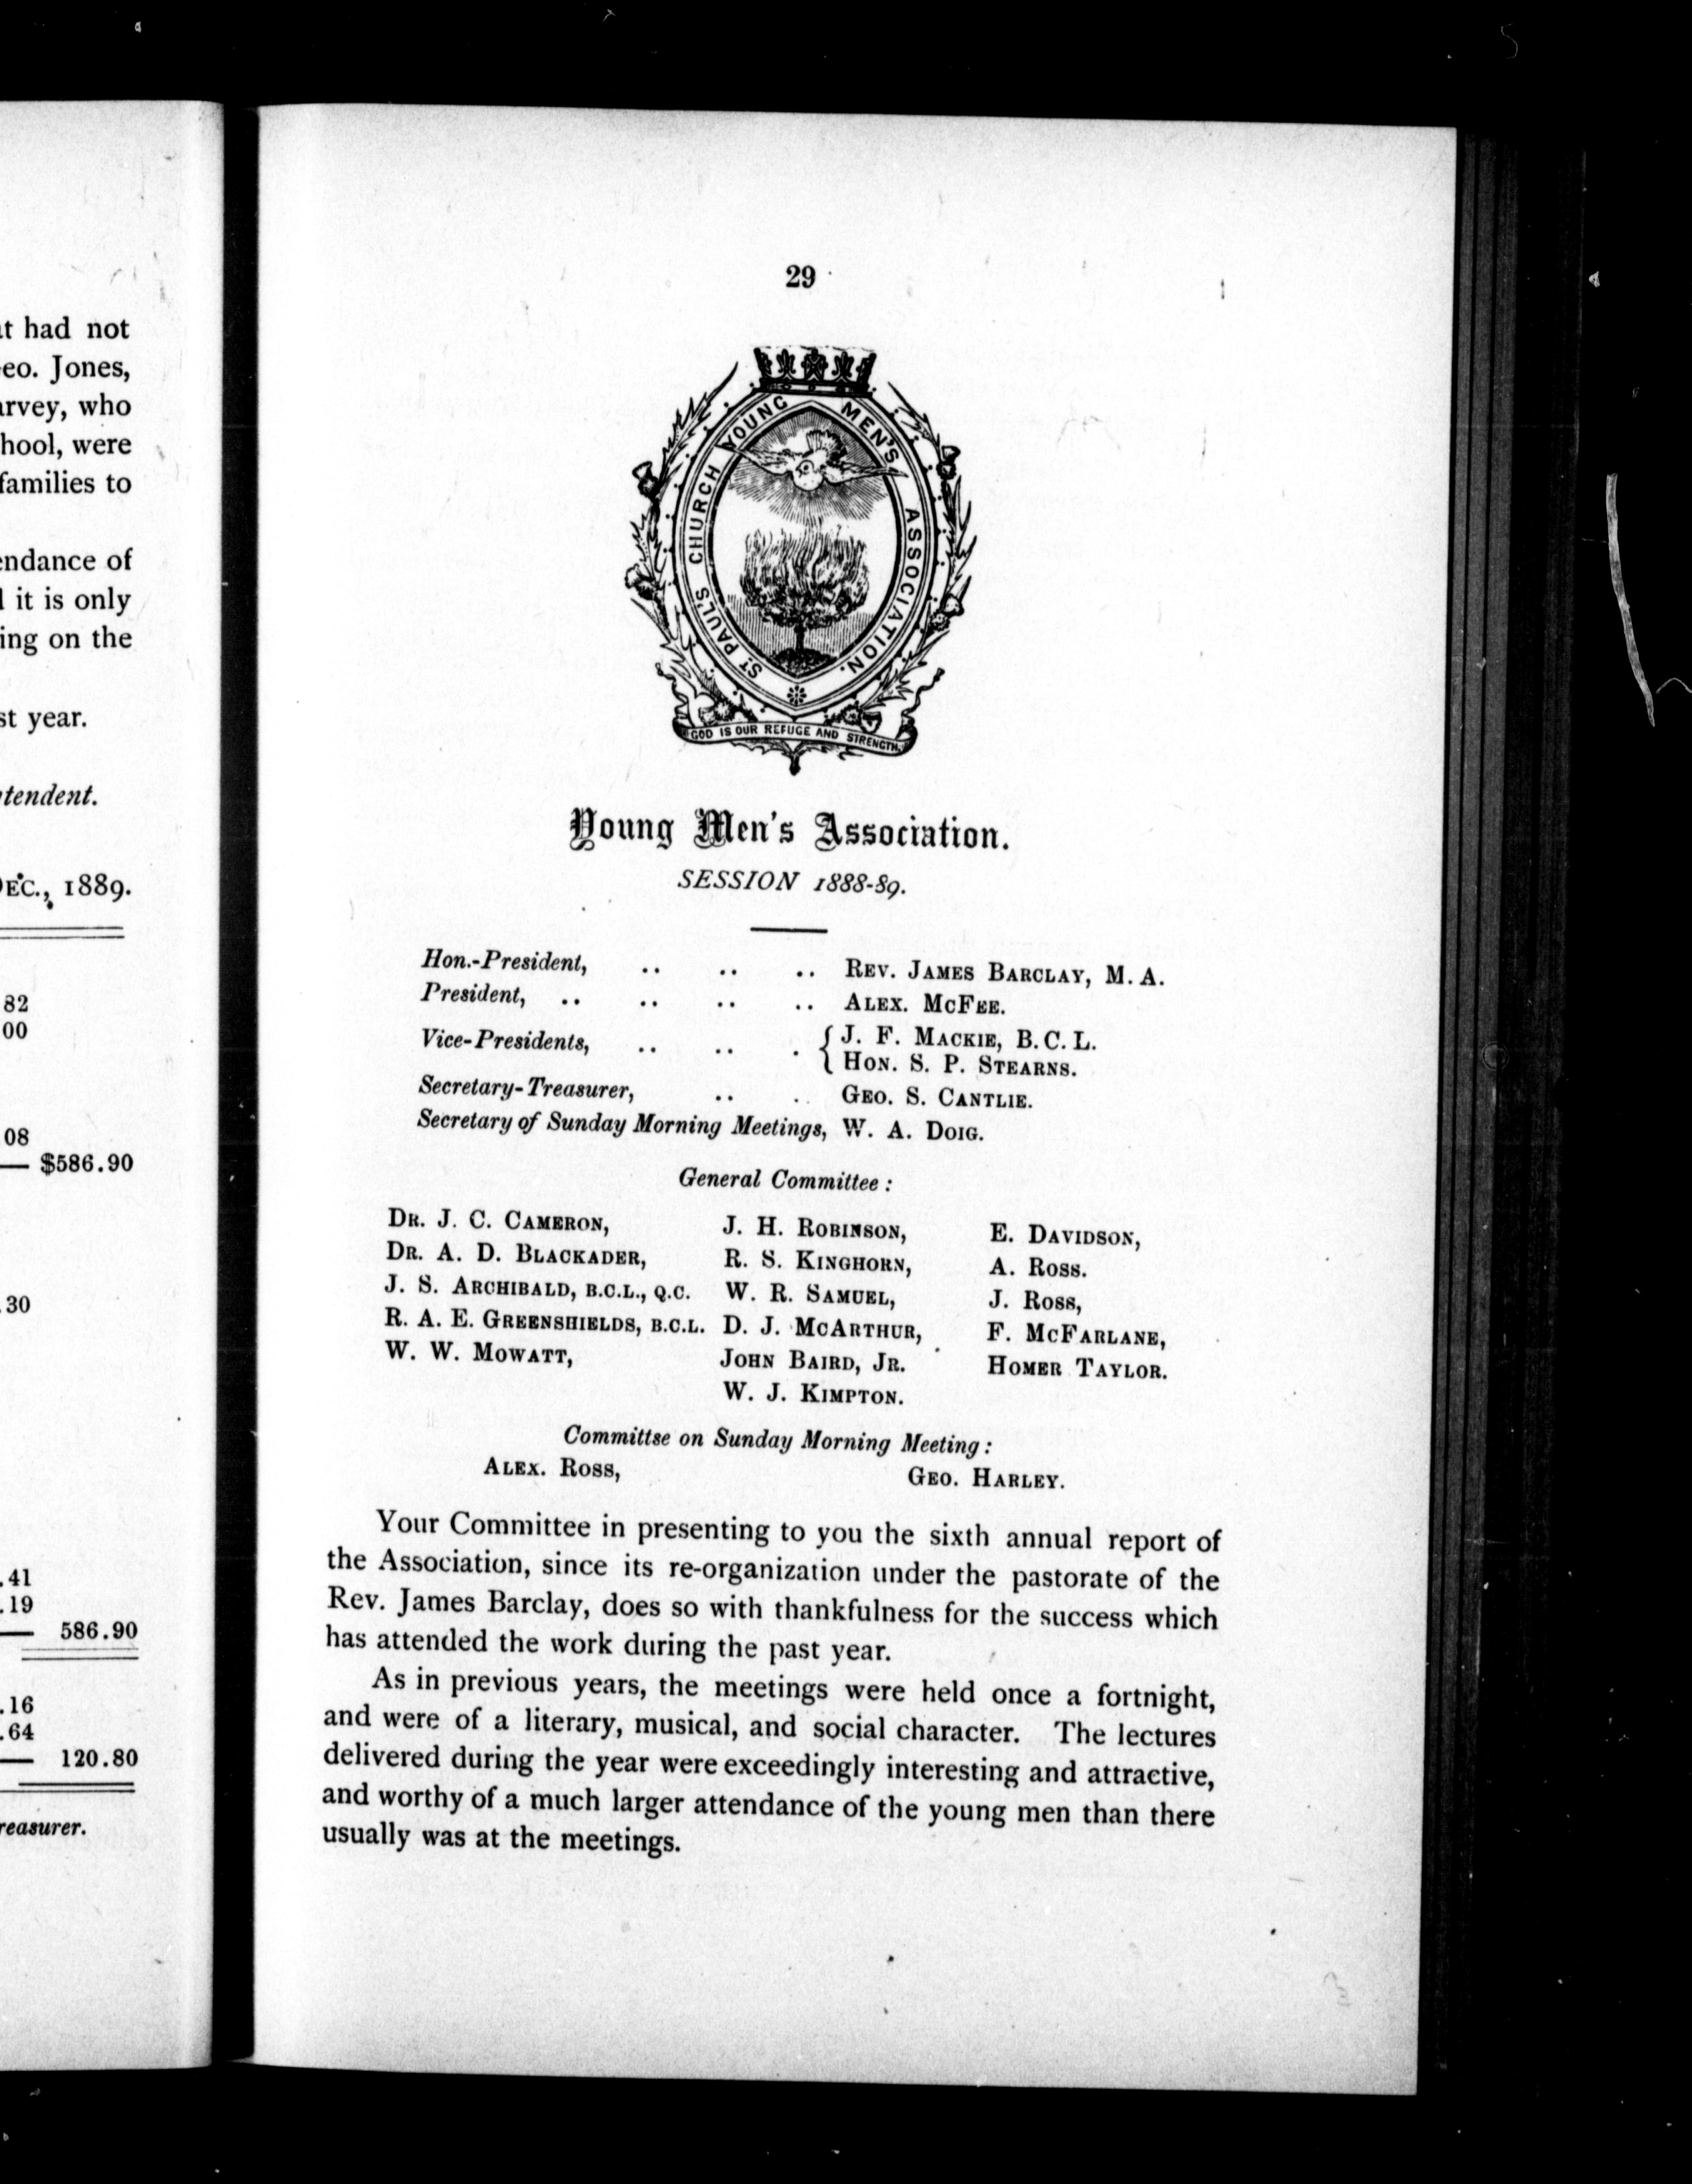 t had not
eo. Jones,
arvey, who
hool, were
families to
endance of
it is only
ing on the
st year.
tendent.
DEC., 1889.
82
00
08
$586.90
.30
.41
.19
586.90
.16
.64
120.80
reasurer.
29
ST PAUL'S CHURCH YOUNG MEN'S ASSOCIATION.
GOD IS OUR REFUGE AND STRENGTH.
Young Men's Association.
SESSION 1888-89.
Hon.-President, .. .. .. REV. JAMES BARCLAY, M. A.
President, .. .. .. .. ALEX. MCFEE.
Vice-Presidents, .. .. . { J. F. MACKIE, B. C. L.
HON. S. P. STEARNS.
Secretary-Treasurer, .. . GEO. S. CANTLIE.
Secretary of Sunday Morning Meetings, W. A. DOIG.
General Committee :
DR. J. C. CAMERON, J. H. ROBINSON, E. DAVIDSON,
DR. A. D. BLACKADER, R. S. KINGHORN, A. ROSS.
J. S. ARCHIBALD, B.C.L., Q.C. W. R. SAMUEL, J. ROSS,
R. A. E. GREENSHIELDS, B.C.L. D. J. MCARTHUR, F. MCFARLANE,
W. W. MOWATT, JOHN BAIRD, JR. HOMER TAYLOR.
W. J. KIMPTON.
Committse on Sunday Morning Meeting :
ALEX. ROSS, GEO. HARLEY.
Your Committee in presenting to you the sixth annual report of
the Association, since its re-organization under the pastorate of the
Rev. James Barclay, does so with thankfulness for the success which
has attended the work during the past year.
As in previous years, the meetings were held once a fortnight,
and were of a literary, musical, and social character. The lectures
delivered during the year were exceedingly interesting and attractive,
and worthy of a much larger attendance of the young men than there
usually was at the meetings.